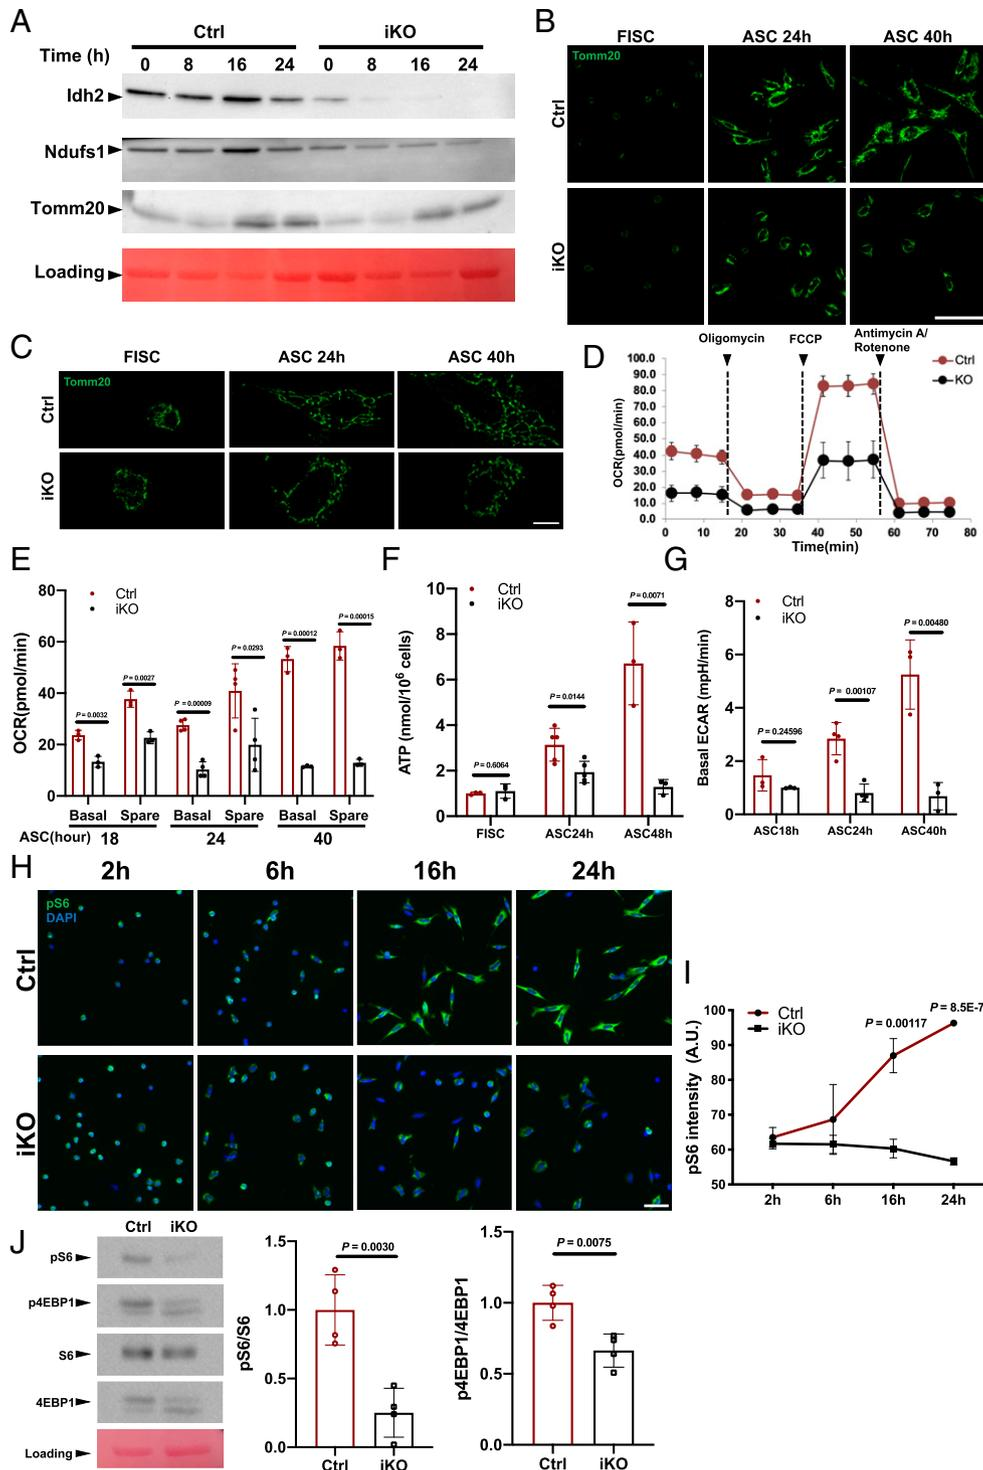 A
Ctrl
iKO
Time (h)
0 8 16 24 0 8 16 24
Idh2
Ndufs1
Tomm20
Loading
B
FISC
ASC 24h
ASC 40h
Tomm20
Ctrl
iKO
C
FISC
ASC 24h
ASC 40h
Tomm20
Ctrl
iKO
D
Oligomycin
FCCP
Antimycin A/
Rotenone
Ctrl
KO
OCR(pmol/min)
100.0
90.0
80.0
70.0
60.0
50.0
40.0
30.0
20.0
10.0
0.0
0 10 20 30 40 50 60 70 80
Time(min)
E
Ctrl
iKO
OCR(pmol/min)
80
60
40
20
0
P = 0.0032
P = 0.0027
P = 0.00009
P = 0.0293
P = 0.00012
P = 0.00015
Basal Spare Basal Spare Basal Spare
ASC(hour) 18 24 40
F
Ctrl
iKO
ATP (nmol/10⁶ cells)
10
8
6
4
2
0
P = 0.6064
P = 0.0144
P = 0.0071
FISC ASC24h ASC48h
G
Ctrl
iKO
Basal ECAR (mpH/min)
8
6
4
2
0
P = 0.24596
P = 0.00107
P = 0.00480
ASC18h ASC24h ASC40h
H
2h 6h 16h 24h
pS6
DAPI
Ctrl
iKO
I
Ctrl
iKO
pS6 intensity (A.U.)
100
90
80
70
60
50
P = 0.00117
P = 8.5E-7
2h 6h 16h 24h
J
Ctrl iKO
pS6
p4EBP1
S6
4EBP1
Loading
pS6/S6
1.5
1.0
0.5
0.0
P = 0.0030
Ctrl iKO
p4EBP1/4EBP1
1.5
1.0
0.5
0.0
P = 0.0075
Ctrl iKO